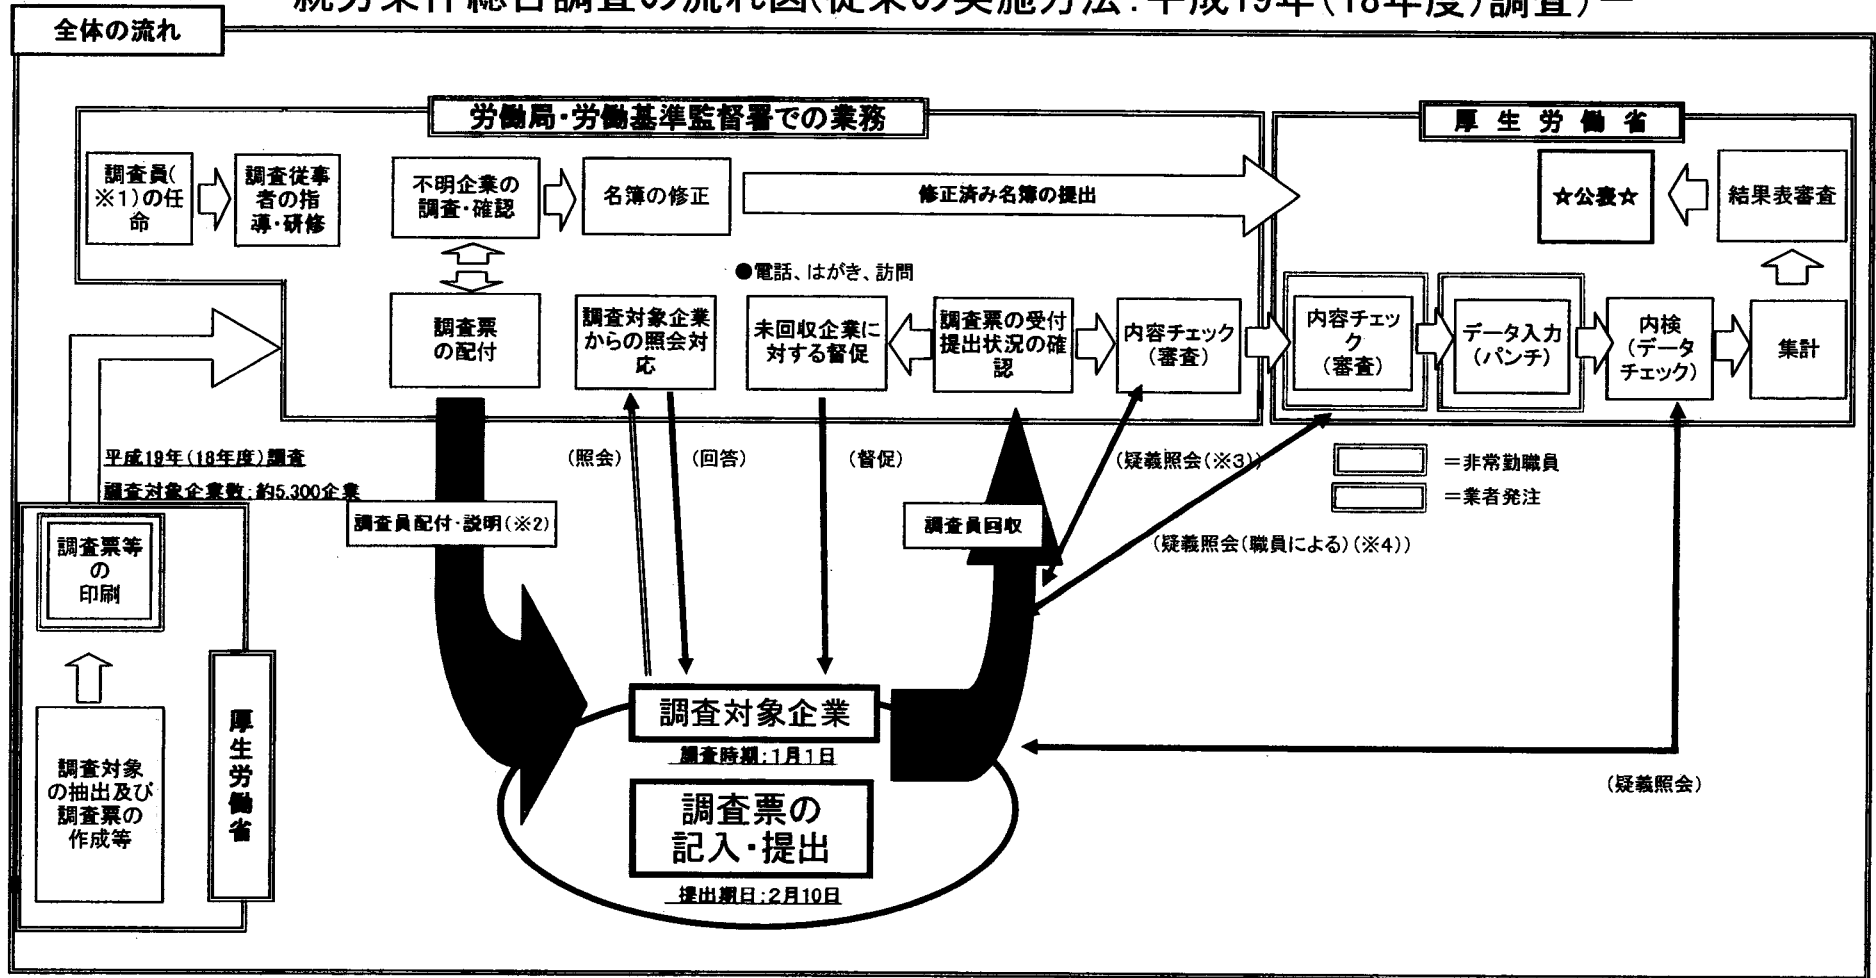 就労条件総合調査の流れ図(従来の実施方法:平成19年(18年度)調査)－
全体の流れ
労働局・労働基準監督署での業務
厚生労働省
調査員(
※1)の任
命
調査従事
者の指
導・研修
不明企業の
調査・確認
名簿の修正
修正済み名簿の提出
☆公表☆
結果表審査
●電話、はがき、訪問
調査票
の配付
調査対象企業
からの照会対
応
未回収企業に
対する督促
調査票の受付
提出状況の確
認
内容チェック
(審査)
内容チェッ
ク
(審査)
データ入力
(パンチ)
内検
(データ
チェック)
集計
平成19年(18年度)調査
調査対象企業数:約5,300企業
(照会)
(回答)
(督促)
(疑義照会(※3))
=非常勤職員
=業者発注
調査員配付・説明(※2)
調査員回収
(疑義照会(職員による)(※4))
調査票等
の
印刷
厚生労働省
調査対象
の抽出及び
調査票の
作成等
調査対象企業
調査時期:1月1日
調査票の
記入・提出
提出期日:2月10日
(疑義照会)